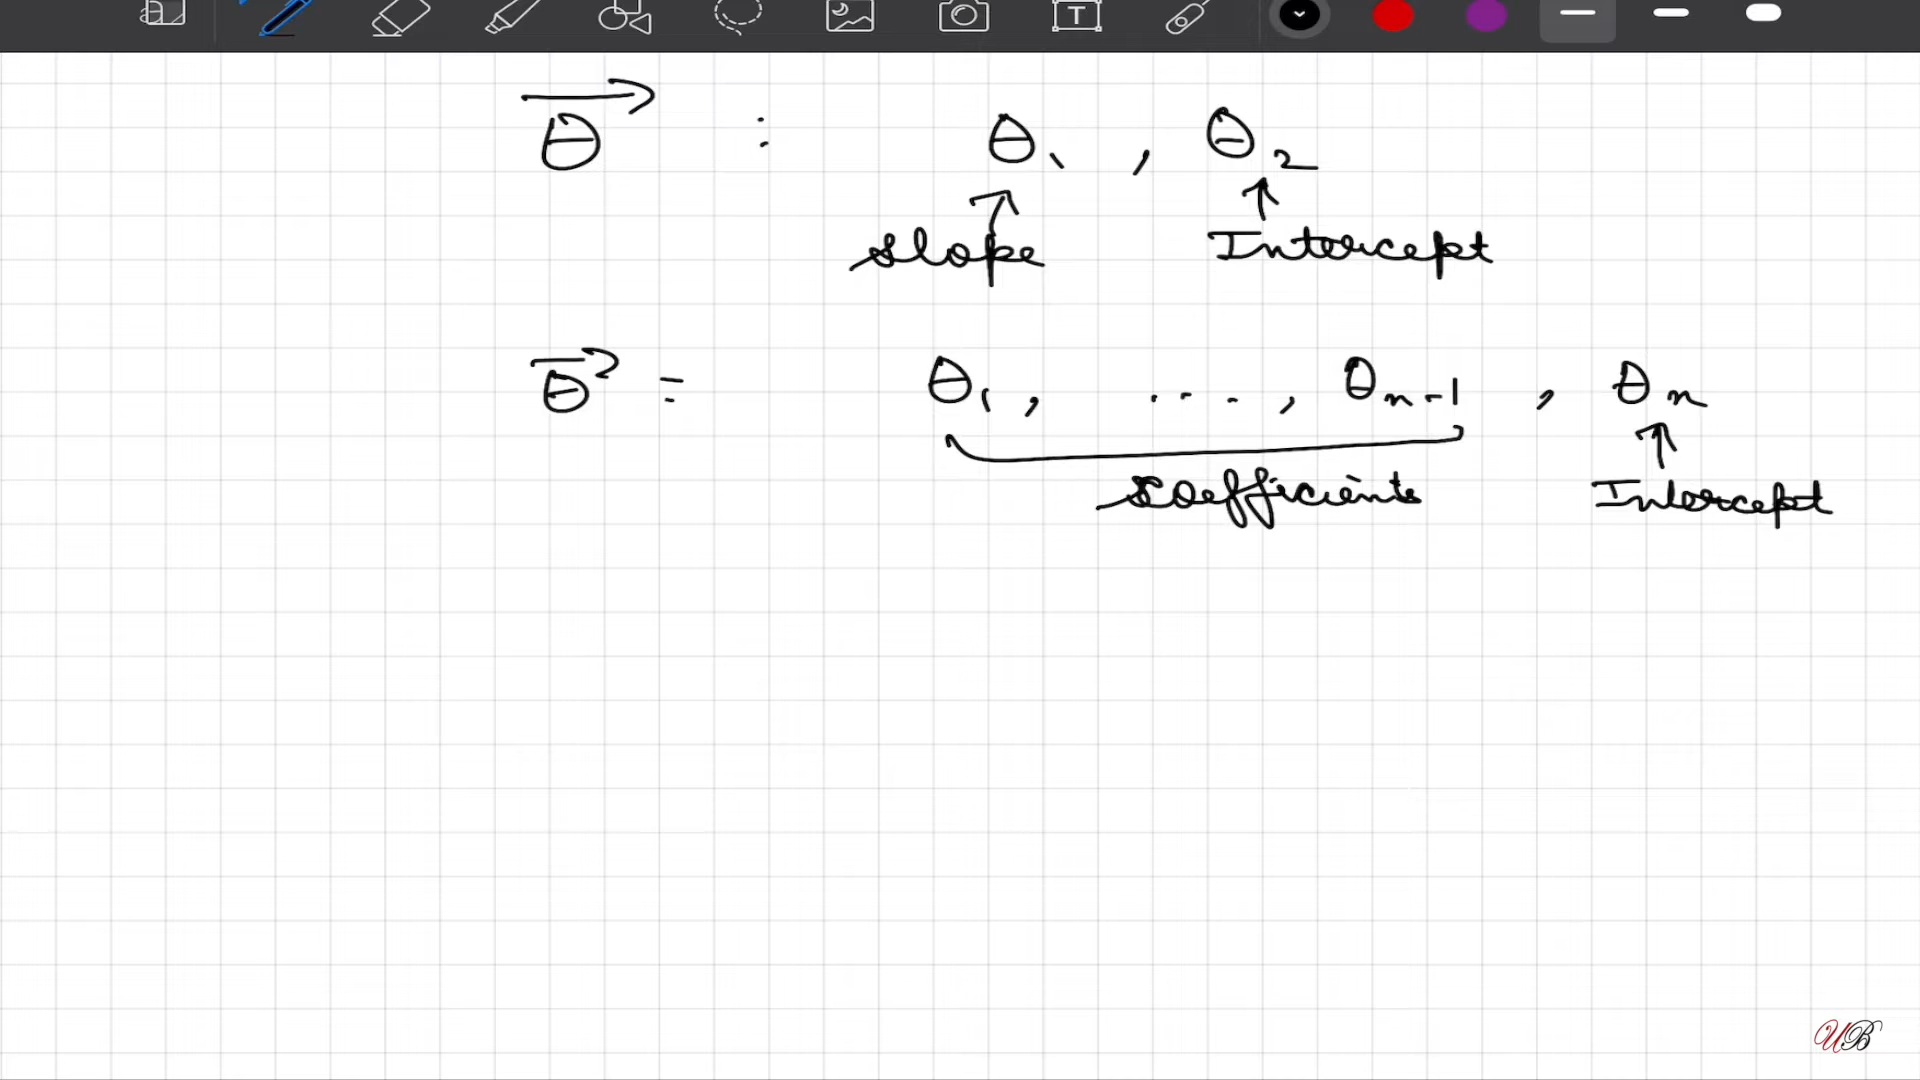 T
θ⃗ : θ₁ , θ₂
Slope Intercept
θ⃗ = θ₁, ...., θₙ₋₁ , θₙ
coefficients Intercept
UB